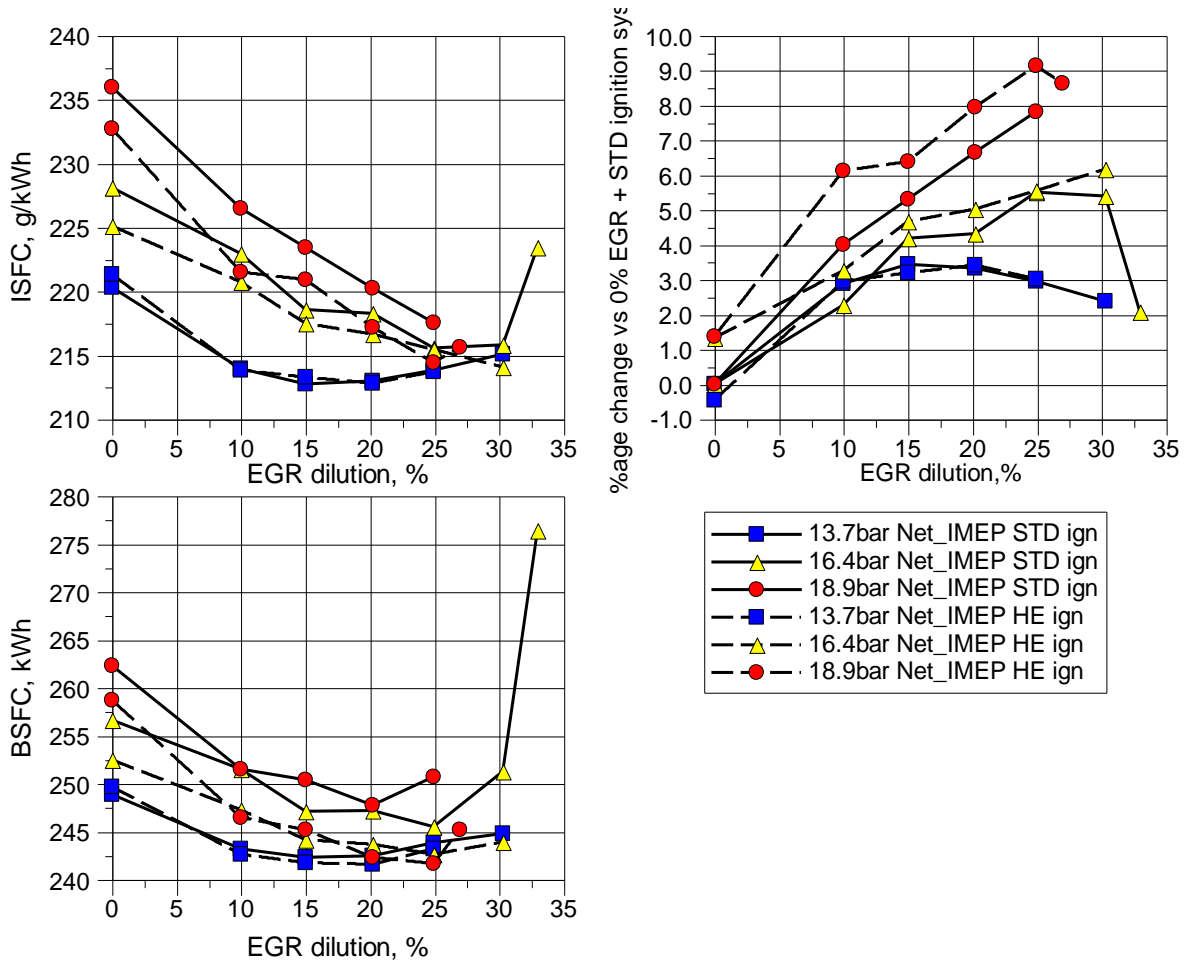 240
235
230
225
220
215
210
ISFC, g/kWh
0 5 10 15 20 25 30 35
EGR dilution, %
10.0
9.0
8.0
7.0
6.0
5.0
4.0
3.0
2.0
1.0
0.0
-1.0
%age change vs 0% EGR + STD ignition sys
0 5 10 15 20 25 30 35
EGR dilution,%
280
275
270
265
260
255
250
245
240
BSFC, kWh
0 5 10 15 20 25 30 35
EGR dilution, %
13.7bar Net_IMEP STD ign
16.4bar Net_IMEP STD ign
18.9bar Net_IMEP STD ign
13.7bar Net_IMEP HE ign
16.4bar Net_IMEP HE ign
18.9bar Net_IMEP HE ign